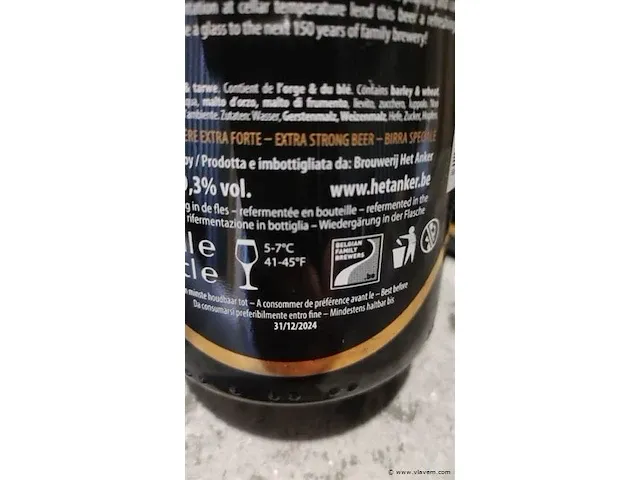 at cellar temperature lend this beer a
a glass to the next 150 years of family brewery!
& tarwe. Contient de l'orge & du blé. Contains barley & wheat.
malto d'orzo, malto di frumento, lievito, zucchero, luppolo.
Zutaten: Wasser, Gerstenmalz, Weizenmalz, Hefe, Zucker,
ERE EXTRA FORTE – EXTRA STRONG BEER – BIRRA SPECIALE
by / Prodotta e imbottigliata da: Brouwerij Het Anker
,3% vol. www.hetanker.be
ng in de fles – refermentée en bouteille – refermented in the
rifermentazione in bottiglia – Wiedergärung in der Flasche
5-7°C
41-45°F
BELGIAN
FAMILY
BREWERS
.be
n minste houdbaar tot – A consommer de préférence avant le – Best before
Da consumarsi preferibilmente entro fine – Mindestens haltbar bis
31/12/2024
© www.vlavem.com